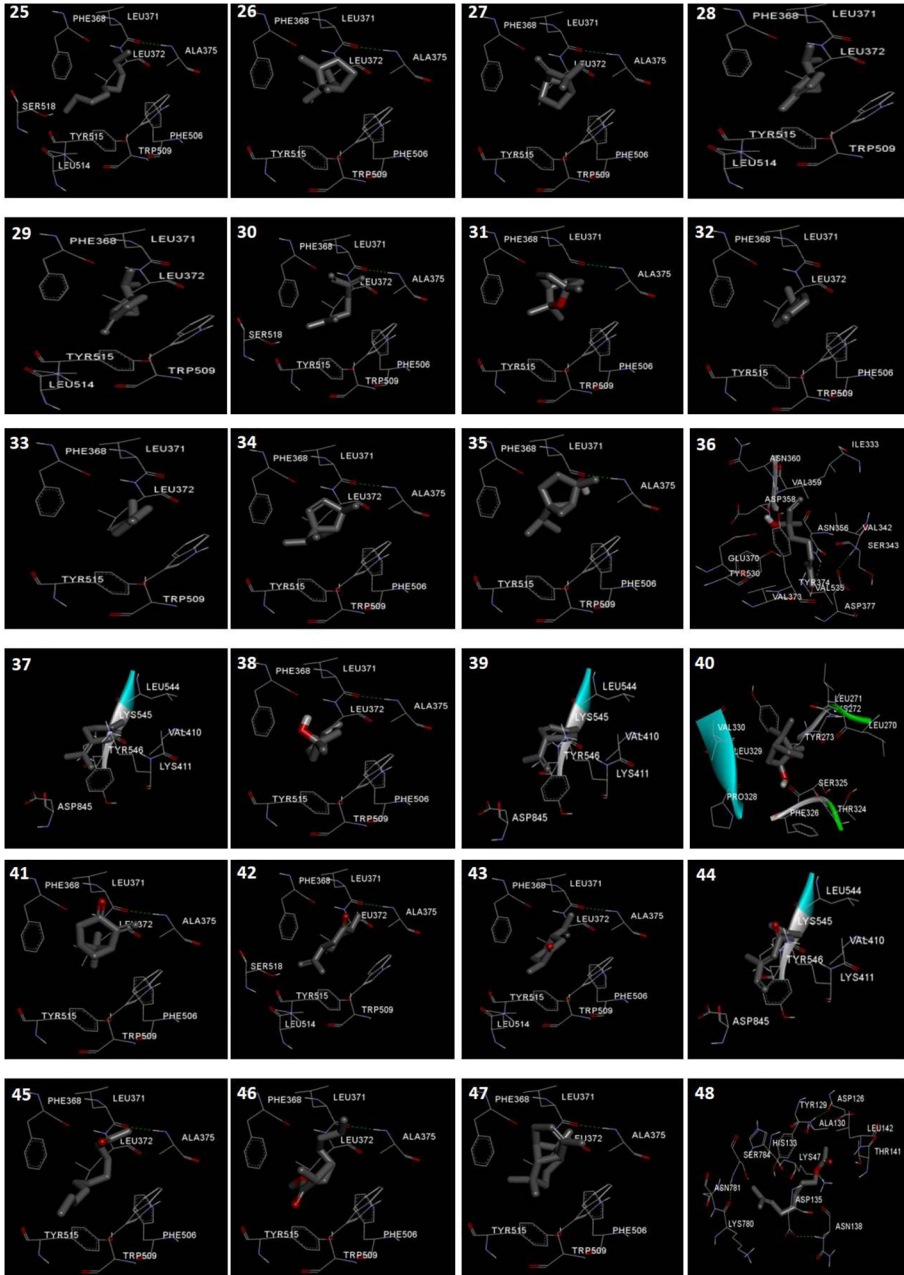 25
PHE368
LEU371
LEU372
ALA375
SER518
TYR515
PHE506
LEU514
TRP509
26
PHE368
LEU371
LEU372
ALA375
TYR515
PHE506
TRP509
27
PHE368
LEU371
LEU372
ALA375
TYR515
PHE506
TRP509
28
PHE368
LEU371
LEU372
TYR515
TRP509
LEU514
29
PHE368
LEU371
LEU372
TYR515
LEU514
TRP509
30
PHE368
LEU371
LEU372
ALA375
SER518
TYR515
PHE506
TRP509
31
PHE368
LEU371
ALA375
TYR515
PHE506
TRP509
32
PHE368
LEU371
LEU372
TYR515
PHE506
TRP509
33
PHE368
LEU371
LEU372
TYR515
TRP509
34
PHE368
LEU371
LEU372
ALA375
TYR515
PHE506
TRP509
35
PHE368
LEU371
ALA375
TYR515
PHE506
TRP509
36
ILE333
ASN360
VAL359
ASP358
ASN356
VAL342
SER343
GLU370
TYR530
TYR374
VAL535
VAL373
ASP377
37
LEU544
LYS545
VAL410
TYR546
LYS411
ASP845
38
PHE368
LEU371
LEU372
ALA375
TYR515
PHE506
TRP509
39
LEU544
LYS545
VAL410
TYR546
LYS411
ASP845
40
LEU271
LYS272
LEU270
VAL330
TYR273
LEU329
SER325
PRO328
THR324
PHE326
41
PHE368
LEU371
LEU372
ALA375
TYR515
PHE506
TRP509
42
PHE368
LEU371
LEU372
ALA375
SER518
TYR515
PHE506
LEU514
TRP509
43
PHE368
LEU371
LEU372
ALA375
TYR515
PHE506
LEU514
TRP509
44
LEU544
LYS545
VAL410
TYR546
LYS411
ASP845
45
PHE368
LEU371
LEU372
ALA375
TYR515
PHE506
TRP509
46
PHE368
LEU371
LEU372
ALA375
TYR515
PHE506
TRP509
47
PHE368
LEU371
LEU372
ALA375
TYR515
PHE506
TRP509
48
TYR129
ASP126
ALA130
LEU142
HIS133
SER784
LYS47
THR141
ASN781
ASP135
LYS780
ASN138